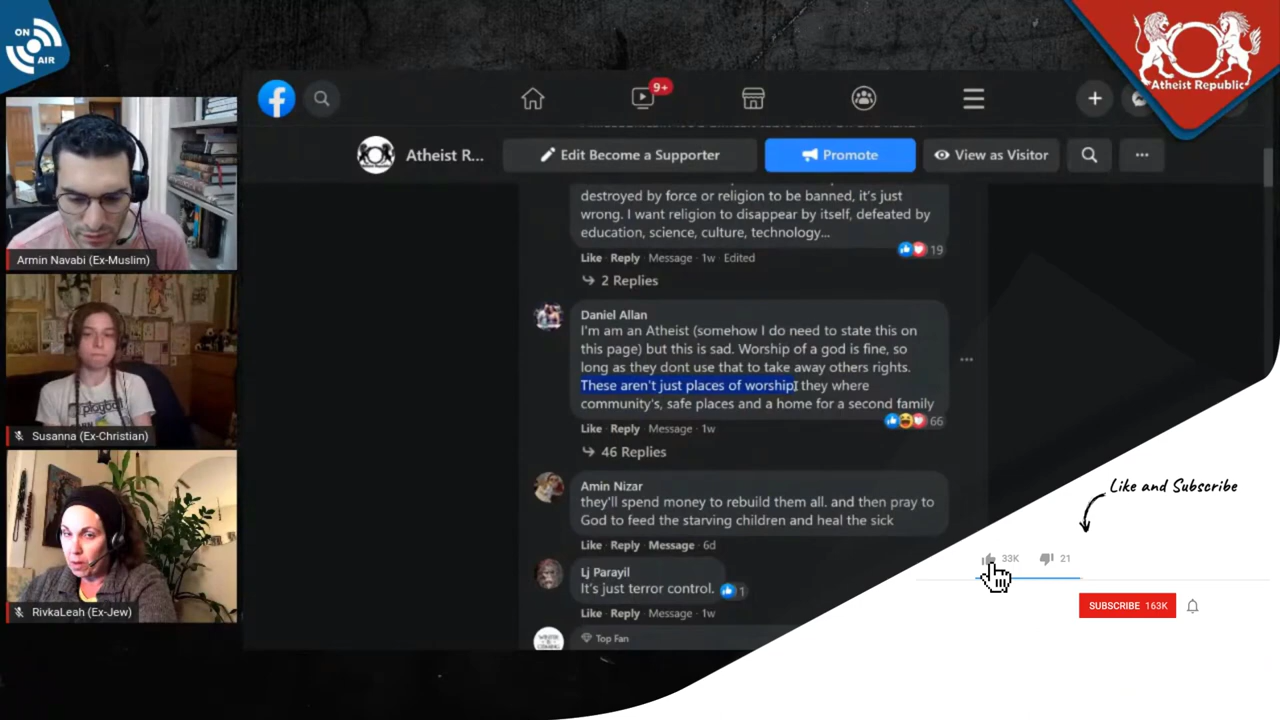 ON
AIR
Atheist Republic
9+
Atheist R...
Edit Become a Supporter
Promote
View as Visitor
destroyed by force or religion to be banned, it's just
wrong. I want religion to disappear by itself, defeated by
education, science, culture, technology...
19
Like · Reply · Message · 1w · Edited
2 Replies
Daniel Allan
I'm am an Atheist (somehow I do need to state this on
this page) but this is sad. Worship of a god is fine, so
long as they dont use that to take away others rights.
These aren't just places of worship, they where
community's, safe places and a home for a second family
66
Like · Reply · Message · 1w
46 Replies
Amin Nizar
they'll spend money to rebuild them all. and then pray to
God to feed the starving children and heal the sick
Like · Reply · Message · 6d
Lj Parayil
It's just terror control.
1
Like · Reply · Message · 1w
Top Fan
Armin Navabi (Ex-Muslim)
Susanna (Ex-Christian)
RivkaLeah (Ex-Jew)
Like and Subscribe
33K
21
SUBSCRIBE 163K